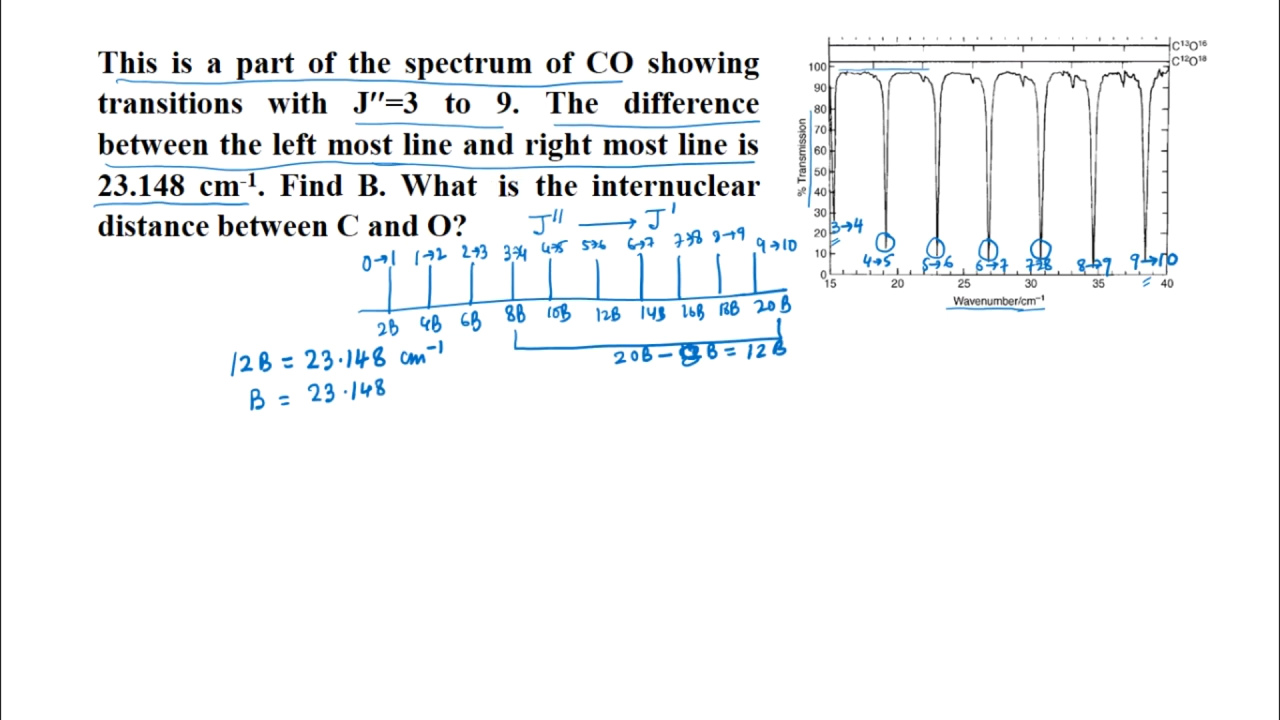 This is a part of the spectrum of CO showing
transitions with J″=3 to 9. The difference
between the left most line and right most line is
23.148 cm⁻¹. Find B. What is the internuclear
distance between C and O?
J″ → J′
0→1 1→2 2→3 3→4 4→5 5→6 6→7 7→8 8→9 9→10
2B 4B 6B 8B 10B 12B 14B 16B 18B 20B
20B - 8B = 12B
12B = 23.148 cm⁻¹
B = 23.148
C¹³O¹⁶
C¹²O¹⁸
100
90
80
70
60
50
40
30
20
10
0
% Transmission
3→4
4→5 5→6 6→7 7→8 8→9 9→10
15 20 25 30 35 40
Wavenumber/cm⁻¹